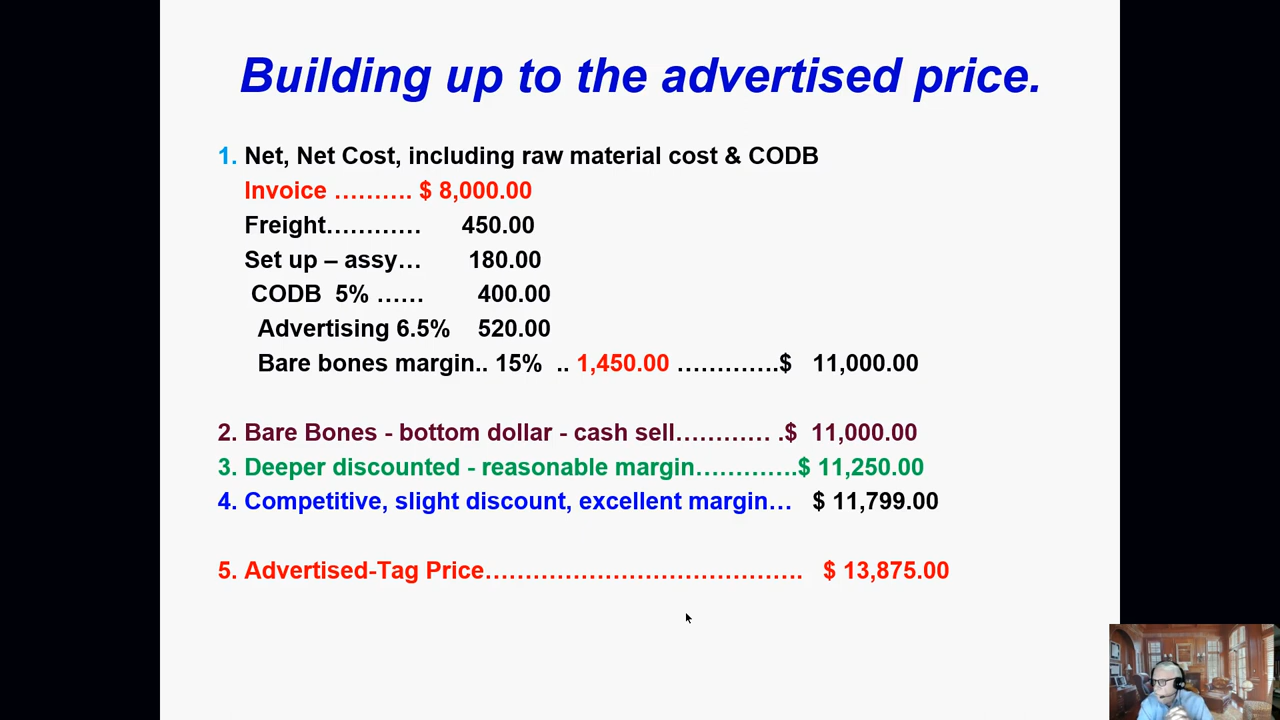 Building up to the advertised price.
1. Net, Net Cost, including raw material cost & CODB
Invoice ………. $ 8,000.00
Freight………… 450.00
Set up – assy… 180.00
CODB 5% …… 400.00
Advertising 6.5% 520.00
Bare bones margin.. 15% .. 1,450.00 ………….$ 11,000.00
2. Bare Bones - bottom dollar - cash sell………… .$ 11,000.00
3. Deeper discounted - reasonable margin………….$ 11,250.00
4. Competitive, slight discount, excellent margin… $ 11,799.00
5. Advertised-Tag Price…………………………………. $ 13,875.00